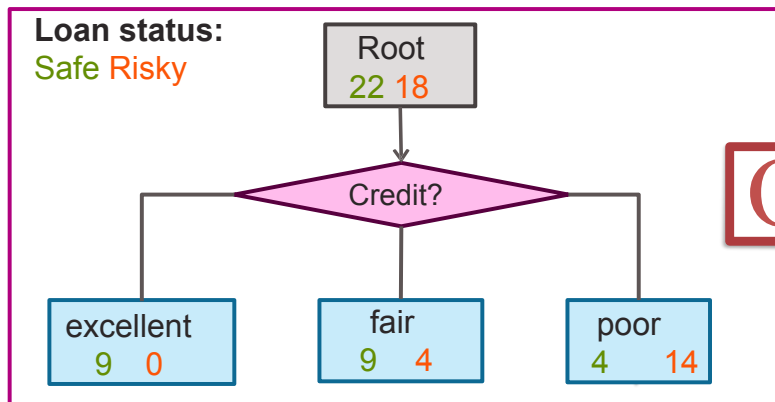 Loan status:
Safe Risky
Root
22 18
Credit?
excellent
9 0
fair
9 4
poor
4 14